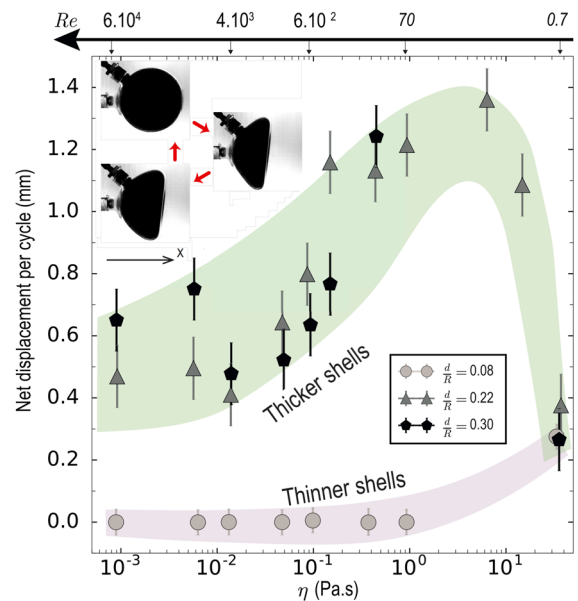 Re 6.10⁴ 4.10³ 6.10² 70 0.7
1.4
1.2
1.0
0.8
0.6
0.4
0.2
0.0
Net displacement per cycle (mm)
x
Thicker shells
d/R = 0.08
d/R = 0.22
d/R = 0.30
Thinner shells
10⁻³ 10⁻² 10⁻¹ 10⁰ 10¹
η (Pa.s)